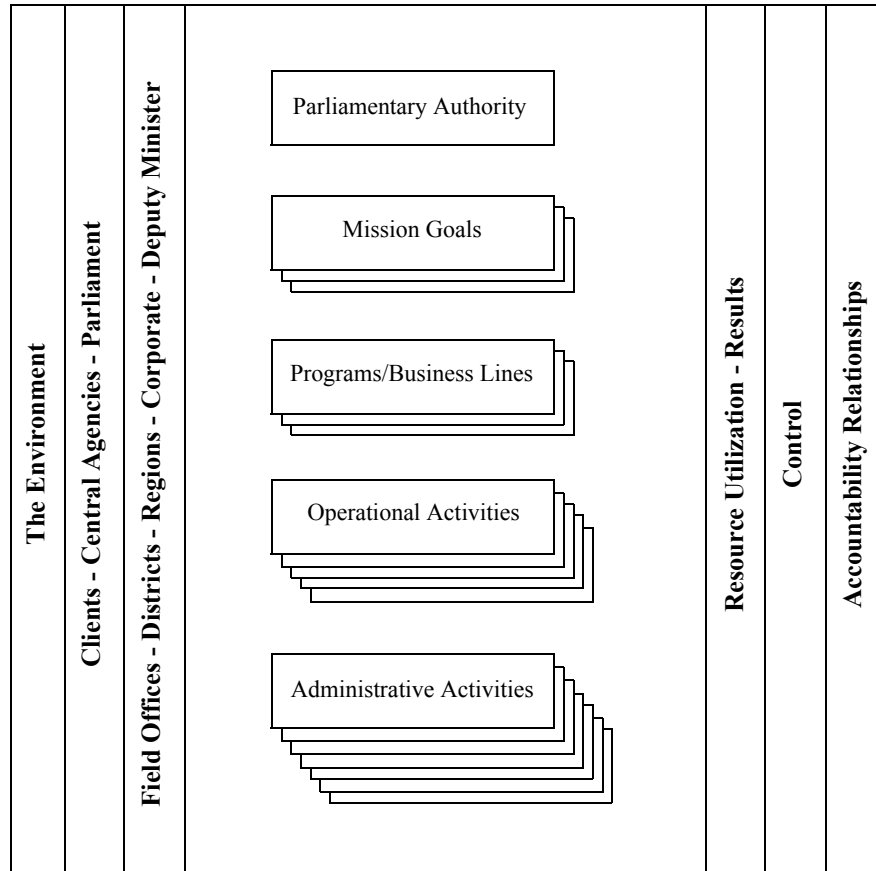 The Environment
Clients - Central Agencies - Parliament
Field Offices - Districts - Regions - Corporate - Deputy Minister
Parliamentary Authority
Mission Goals
Programs/Business Lines
Operational Activities
Administrative Activities
Resource Utilization - Results
Control
Accountability Relationships